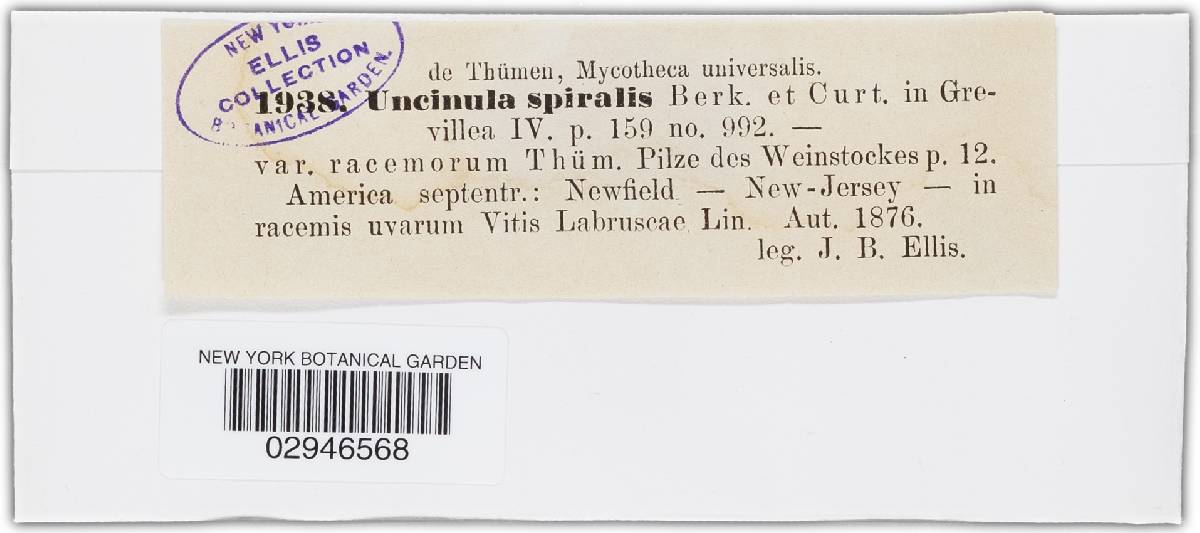 NEW YORK
ELLIS
COLLECTION
BOTANICAL GARDEN.
de Thümen, Mycotheca universalis.
1938. Uncinula spiralis Berk. et Curt. in Gre-
villea IV. p. 159 no. 992. —
var. racemorum Thüm. Pilze des Weinstockes p. 12.
America septentr.: Newfield — New-Jersey — in
racemis uvarum Vitis Labruscae Lin. Aut. 1876.
leg. J. B. Ellis.
NEW YORK BOTANICAL GARDEN
02946568